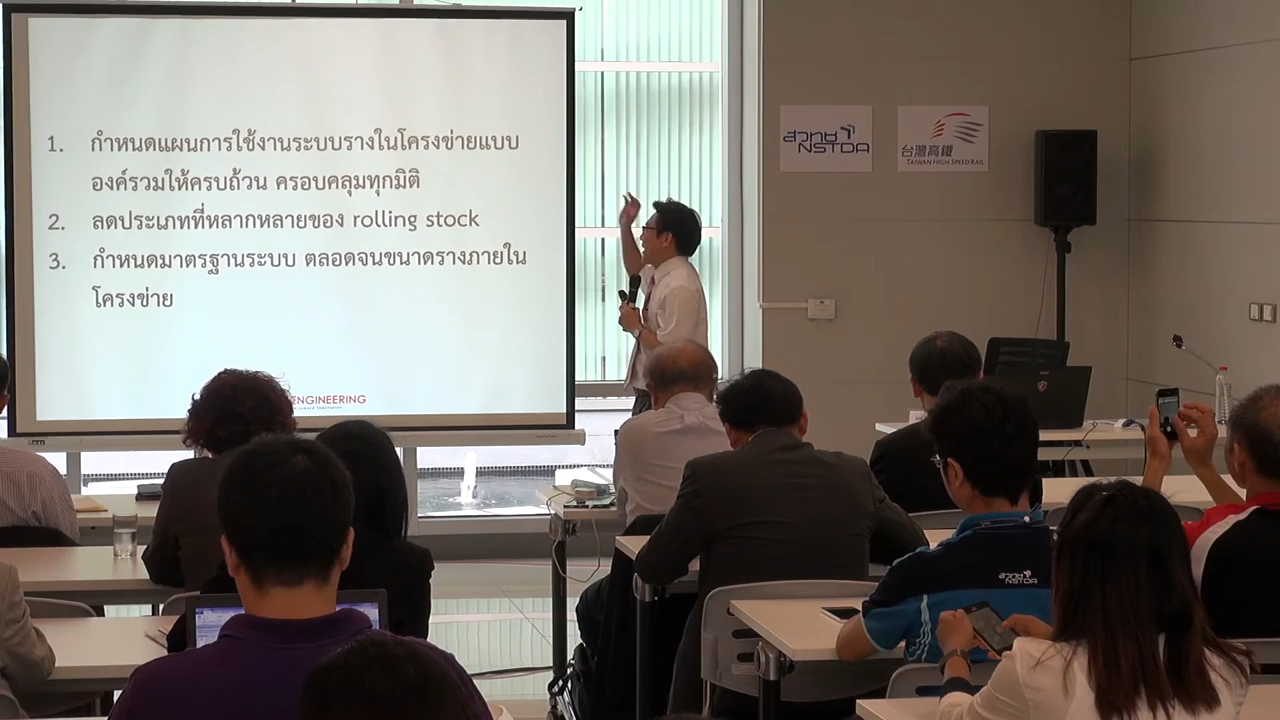 1. กำหนดแผนการใช้งานระบบรางในโครงข่ายแบบ
องค์รวมให้ครบถ้วน ครอบคลุมทุกมิติ
2. ลดประเภทที่หลากหลายของ rolling stock
3. กำหนดมาตรฐานระบบ ตลอดจนขนาดรางภายใน
โครงข่าย
ENGINEERING
สวทช
NSTDA
台灣高鐵
TAIWAN HIGH SPEED RAIL
สวทช
NSTDA